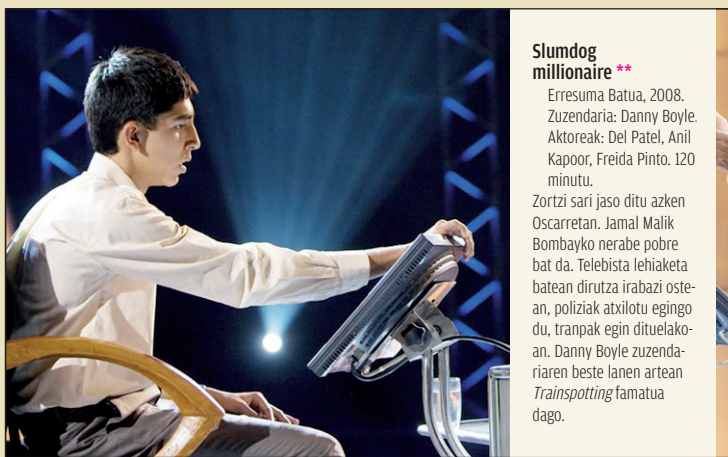 Slumdog
millionaire **
Erresuma Batua, 2008.
Zuzendaria: Danny Boyle.
Aktoreak: Del Patel, Anil
Kapoor, Freida Pinto. 120
minutu.
Zortzi sari jaso ditu azken
Oscarretan. Jamal Malik
Bombayko nerabe pobre
bat da. Telebista lehiaketa
batean dirutza irabazi oste-
an, poliziak atxilotu egingo
du, tranpak egin dituelako-
an. Danny Boyle zuzenda-
riaren beste lanen artean
Trainspotting famatua
dago.